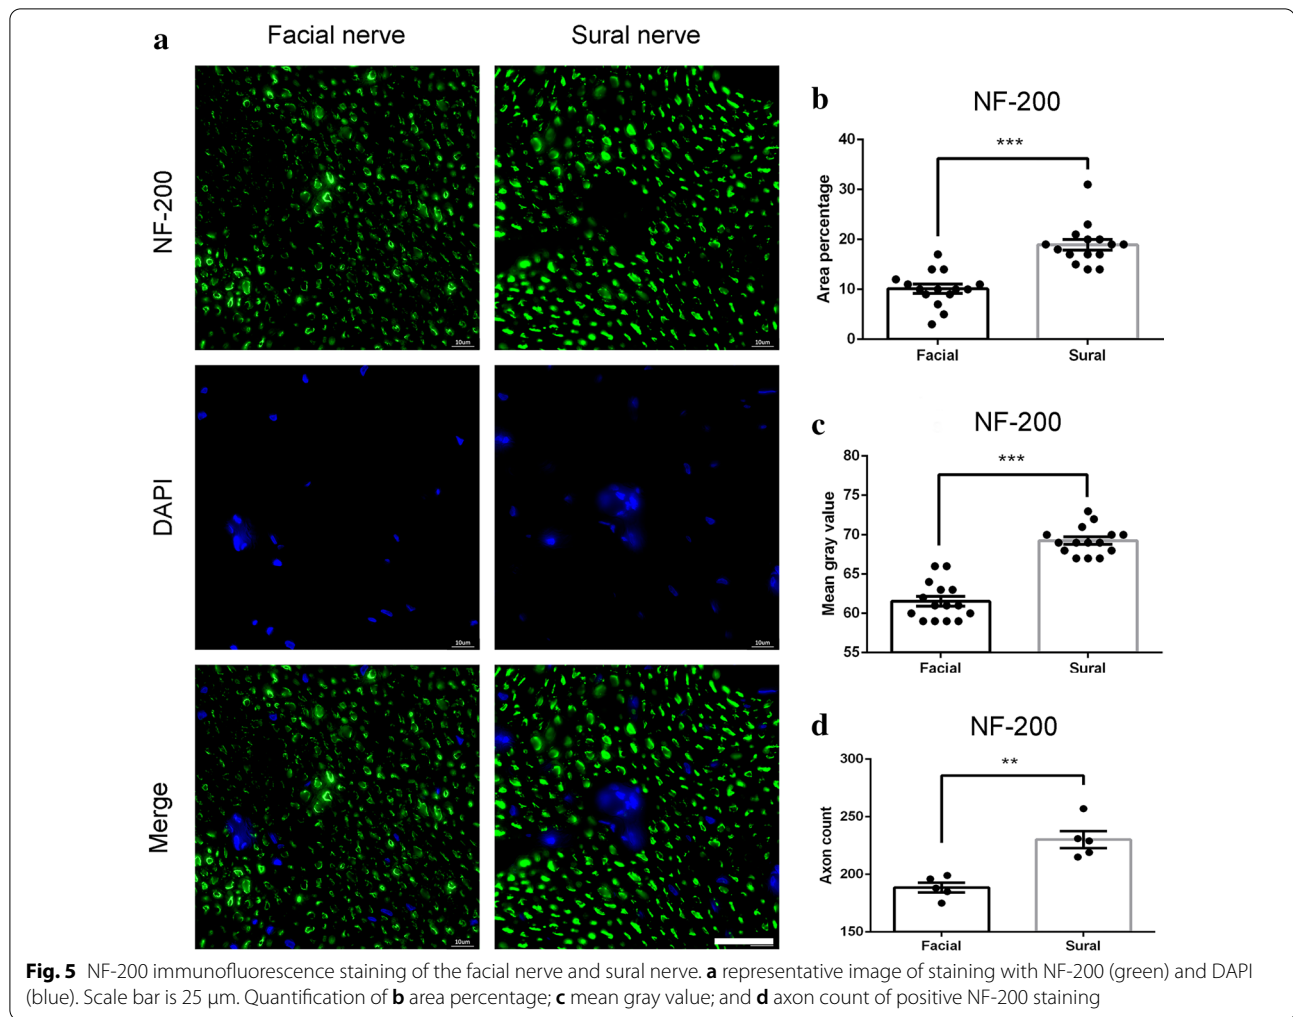 a
Facial nerve
Sural nerve
NF-200
10um
10um
DAPI
10um
10um
Merge
10um
b
NF-200
Area percentage
40
30
20
10
0
***
Facial
Sural
c
NF-200
Mean gray value
80
75
70
65
60
55
***
Facial
Sural
d
NF-200
Axon count
300
250
200
150
**
Facial
Sural
Fig. 5 NF-200 immunofluorescence staining of the facial nerve and sural nerve. a representative image of staining with NF-200 (green) and DAPI
(blue). Scale bar is 25 μm. Quantification of b area percentage; c mean gray value; and d axon count of positive NF-200 staining